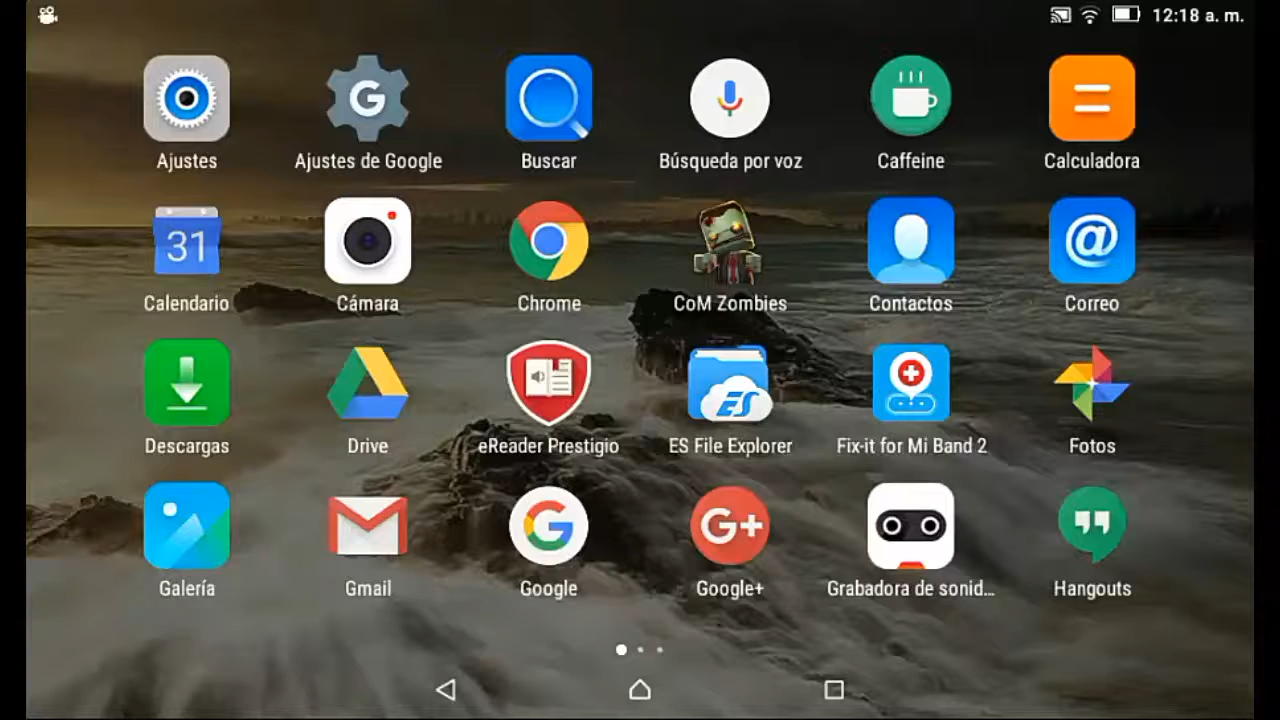 12:18 a. m.
Ajustes
Ajustes de Google
Buscar
Búsqueda por voz
Caffeine
Calculadora
31
Calendario
Cámara
Chrome
CoM Zombies
@
Contactos
Correo
Descargas
Drive
eReader Prestigio
ES
ES File Explorer
Fix-it for Mi Band 2
Fotos
Galería
Gmail
G
Google
G+
Google+
Grabadora de sonid...
Hangouts